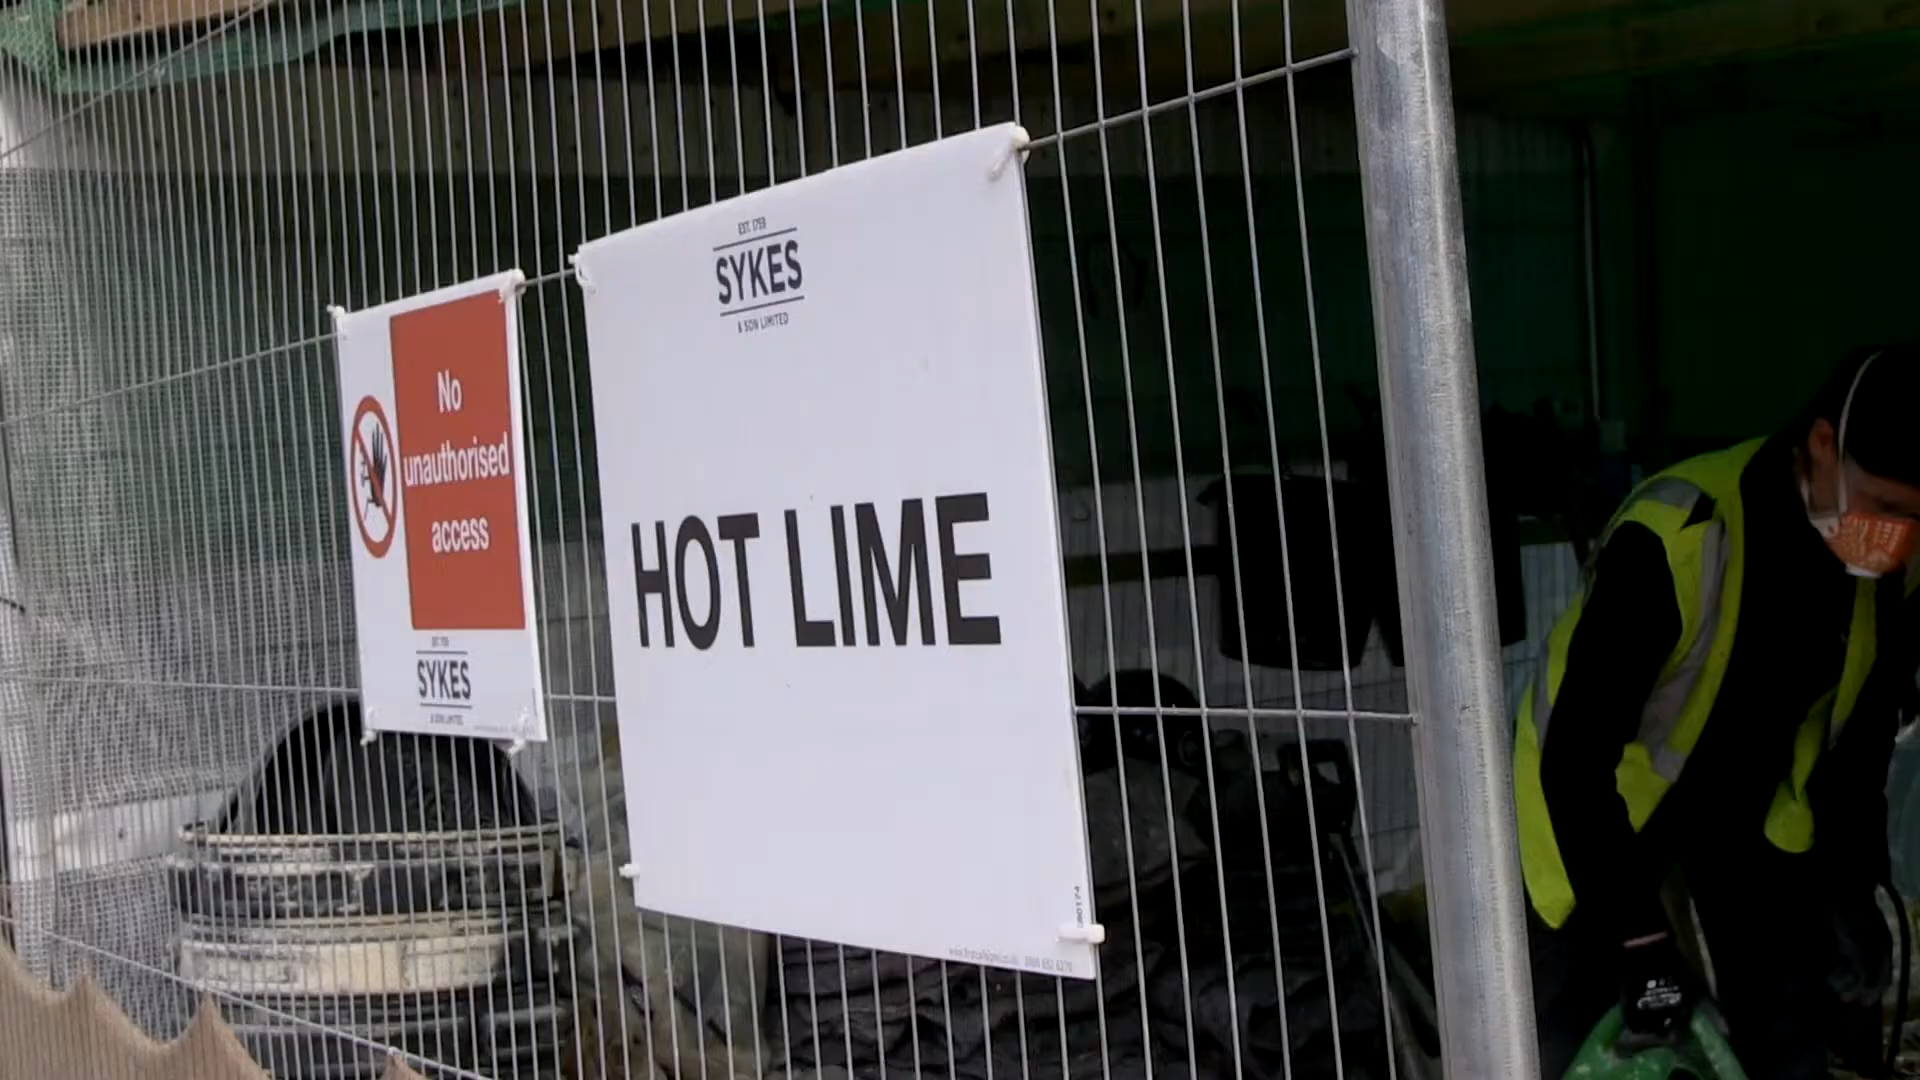 No
unauthorised
access
EST. 1759
SYKES
& SON LIMITED
EST. 1759
SYKES
& SON LIMITED
HOT LIME